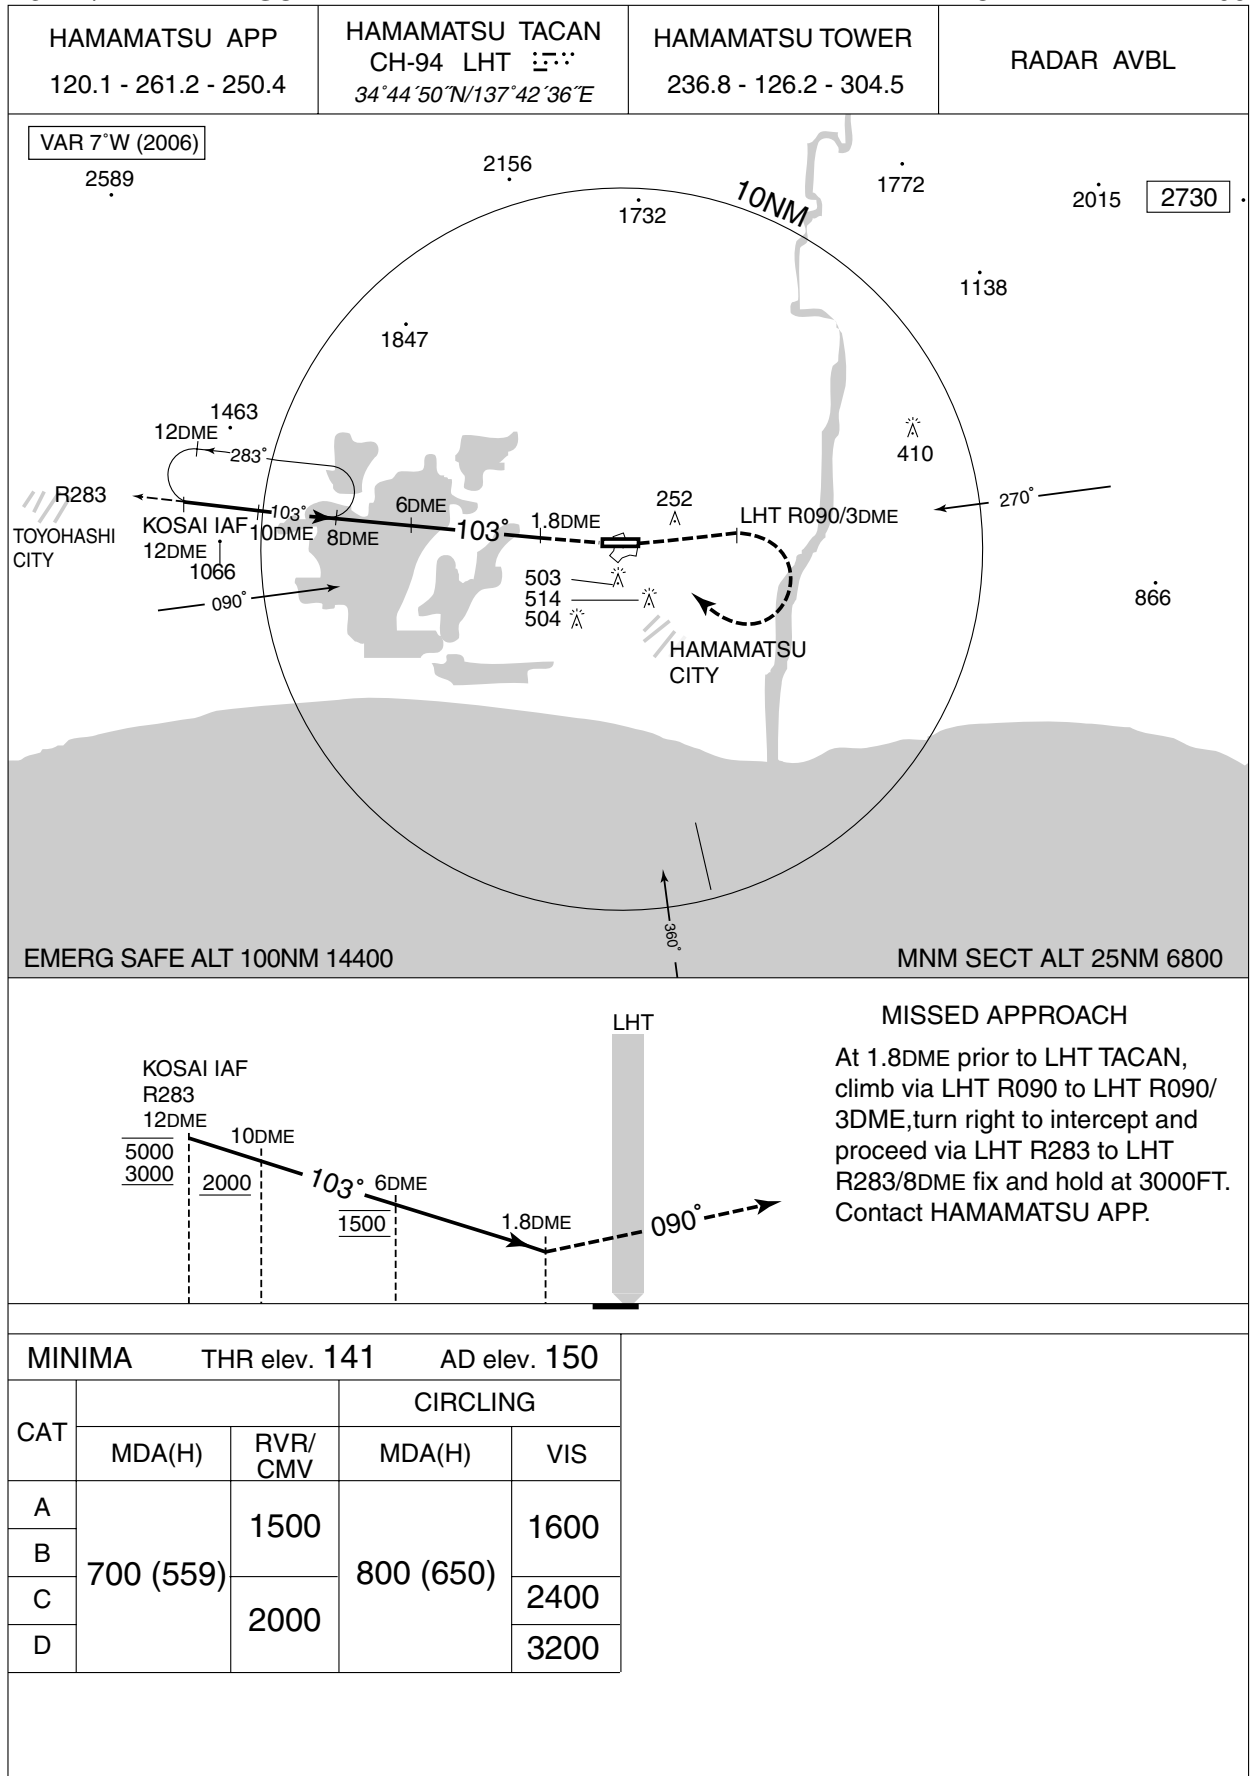 HAMAMATSU APP
120.1 - 261.2 - 250.4
HAMAMATSU TACAN
CH-94 LHT
34˚44´50˝N/137˚42´36˝E
HAMAMATSU TOWER
236.8 - 126.2 - 304.5
RADAR AVBL
VAR 7˚W (2006)
2589
2156
1732
10NM
1772
2015
2730
1138
1847
1463
12DME
283˚
410
R283
TOYOHASHI
CITY
KOSAI IAF
12DME
1066
103˚
10DME
8DME
6DME
103˚
1.8DME
252
LHT R090/3DME
270˚
090˚
503
514
504
866
HAMAMATSU
CITY
360˚
EMERG SAFE ALT 100NM 14400
MNM SECT ALT 25NM 6800
LHT
KOSAI IAF
R283
12DME
5000
3000
10DME
2000
103˚
6DME
1500
1.8DME
090˚
MISSED APPROACH
At 1.8DME prior to LHT TACAN,
climb via LHT R090 to LHT R090/
3DME,turn right to intercept and
proceed via LHT R283 to LHT
R283/8DME fix and hold at 3000FT.
Contact HAMAMATSU APP.
MINIMA THR elev. 141 AD elev. 150
CAT
CIRCLING
MDA(H)
RVR/
CMV
MDA(H)
VIS
A
B
C
D
700 (559)
1500
2000
800 (650)
1600
2400
3200